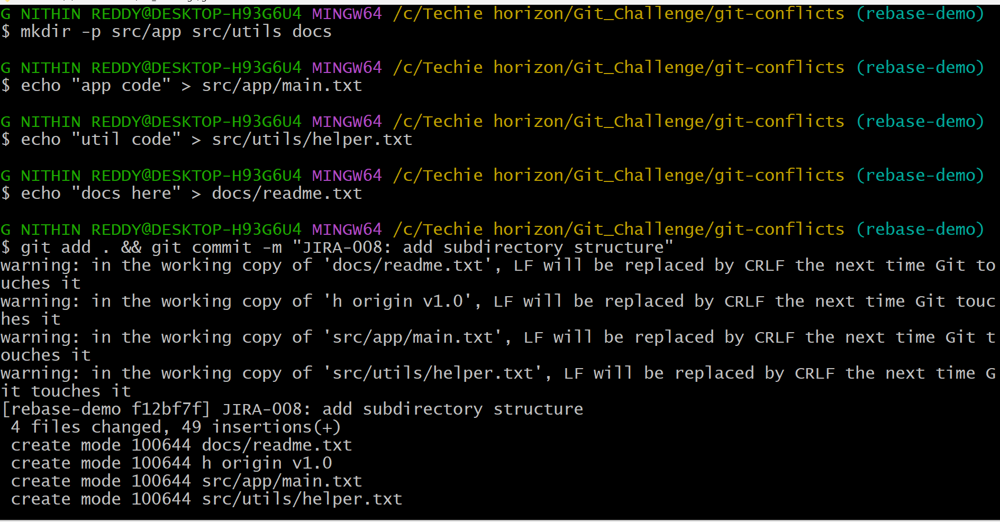 G NITHIN REDDY@DESKTOP-H93G6U4 MINGW64 /c/Techie horizon/Git_Challenge/git-conflicts (rebase-demo)
$ mkdir -p src/app src/utils docs
G NITHIN REDDY@DESKTOP-H93G6U4 MINGW64 /c/Techie horizon/Git_Challenge/git-conflicts (rebase-demo)
$ echo "app code" > src/app/main.txt
G NITHIN REDDY@DESKTOP-H93G6U4 MINGW64 /c/Techie horizon/Git_Challenge/git-conflicts (rebase-demo)
$ echo "util code" > src/utils/helper.txt
G NITHIN REDDY@DESKTOP-H93G6U4 MINGW64 /c/Techie horizon/Git_Challenge/git-conflicts (rebase-demo)
$ echo "docs here" > docs/readme.txt
G NITHIN REDDY@DESKTOP-H93G6U4 MINGW64 /c/Techie horizon/Git_Challenge/git-conflicts (rebase-demo)
$ git add . && git commit -m "JIRA-008: add subdirectory structure"
warning: in the working copy of 'docs/readme.txt', LF will be replaced by CRLF the next time Git to
uches it
warning: in the working copy of 'h origin v1.0', LF will be replaced by CRLF the next time Git touc
hes it
warning: in the working copy of 'src/app/main.txt', LF will be replaced by CRLF the next time Git t
ouches it
warning: in the working copy of 'src/utils/helper.txt', LF will be replaced by CRLF the next time G
it touches it
[rebase-demo f12bf7f] JIRA-008: add subdirectory structure
 4 files changed, 49 insertions(+)
 create mode 100644 docs/readme.txt
 create mode 100644 h origin v1.0
 create mode 100644 src/app/main.txt
 create mode 100644 src/utils/helper.txt